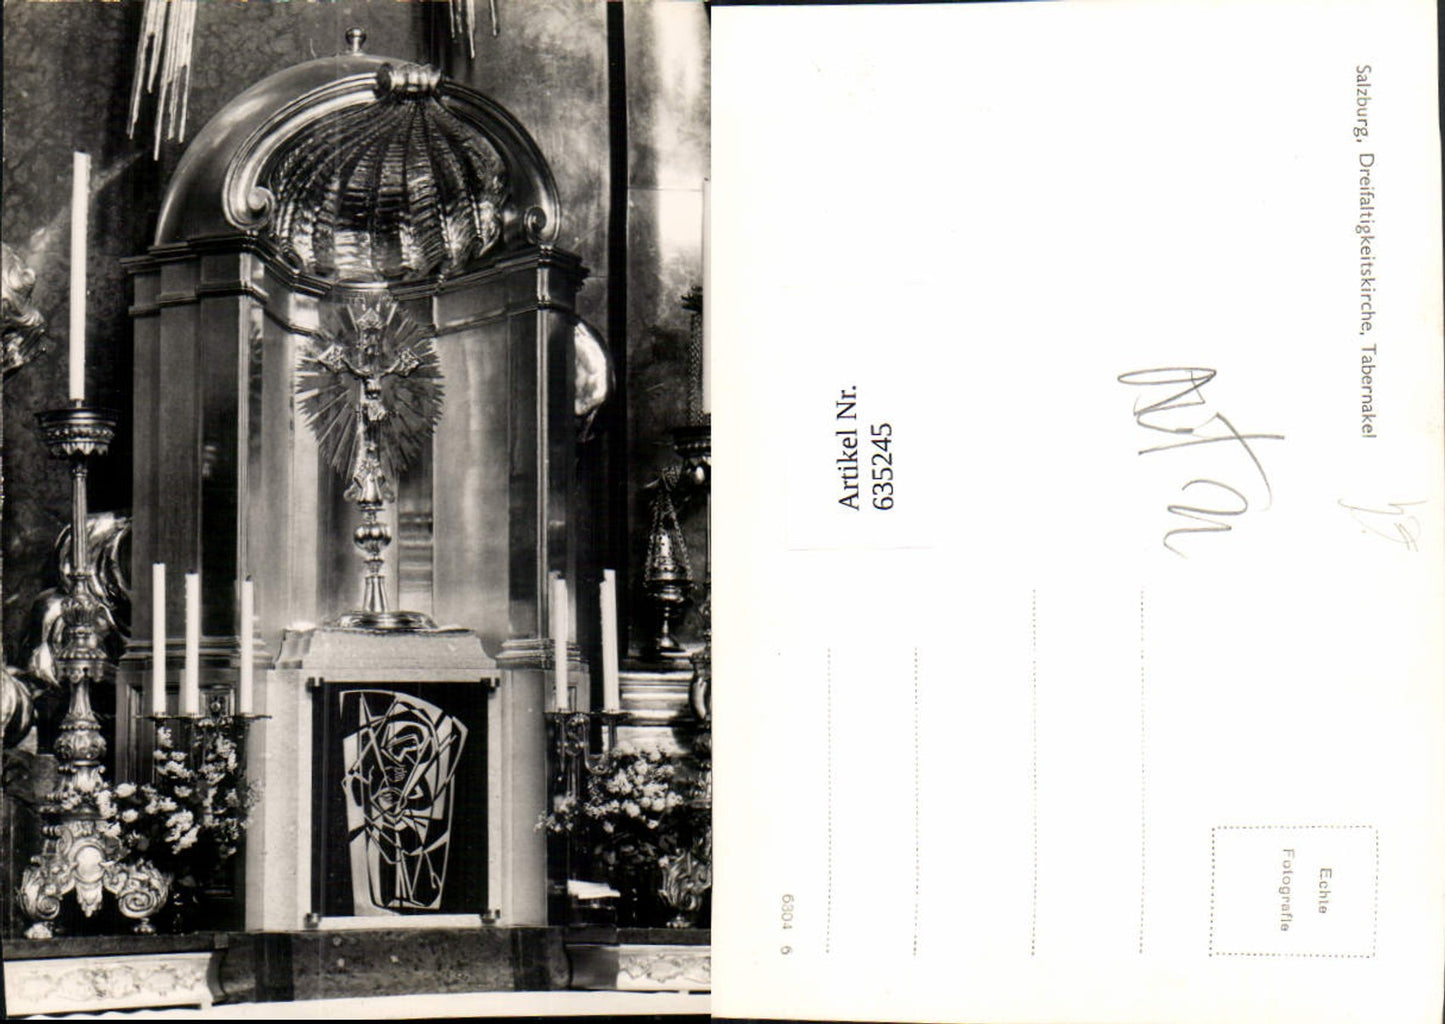 Salzburg, Dreifaltigkeitskirche, Tabernakel
Artikel Nr.
635245
Echte
Fotografie
6304 6